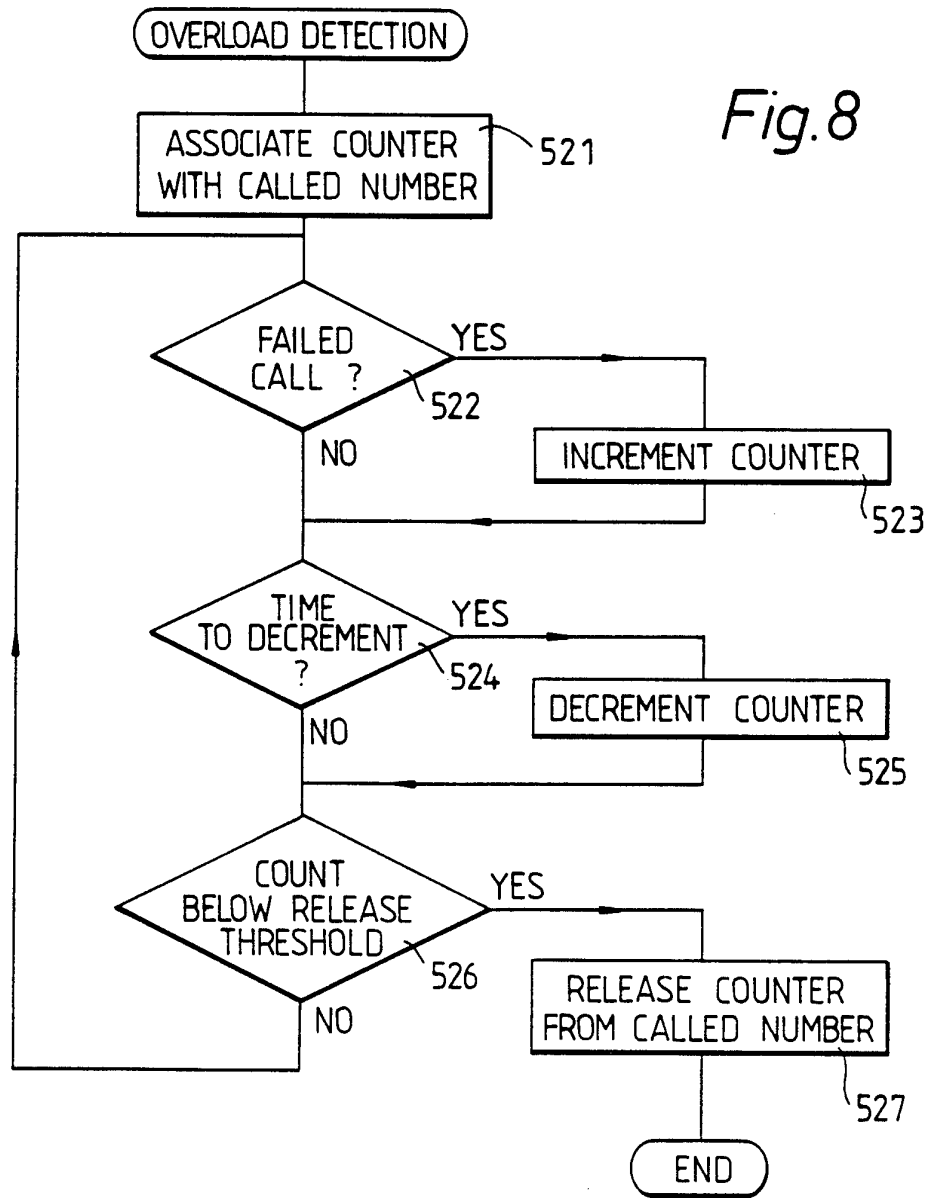 OVERLOAD DETECTION
Fig.8
ASSOCIATE COUNTER
WITH CALLED NUMBER
521
FAILED
CALL ?
YES
522
NO
INCREMENT COUNTER
523
TIME
TO DECREMENT
?
YES
524
NO
DECREMENT COUNTER
525
COUNT
BELOW RELEASE
THRESHOLD
YES
526
NO
RELEASE COUNTER
FROM CALLED NUMBER
527
END